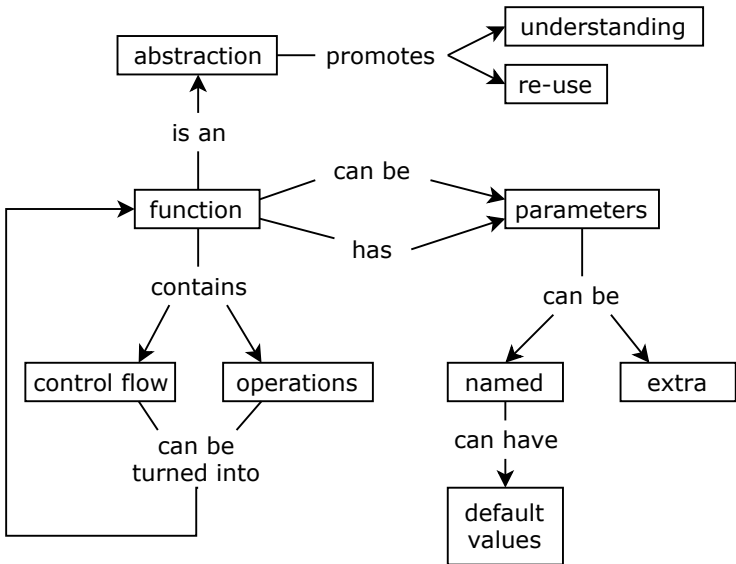 understanding
abstraction
promotes
re-use
is an
can be
function
parameters
has
contains
can be
control flow
operations
named
extra
can be
turned into
can have
default
values